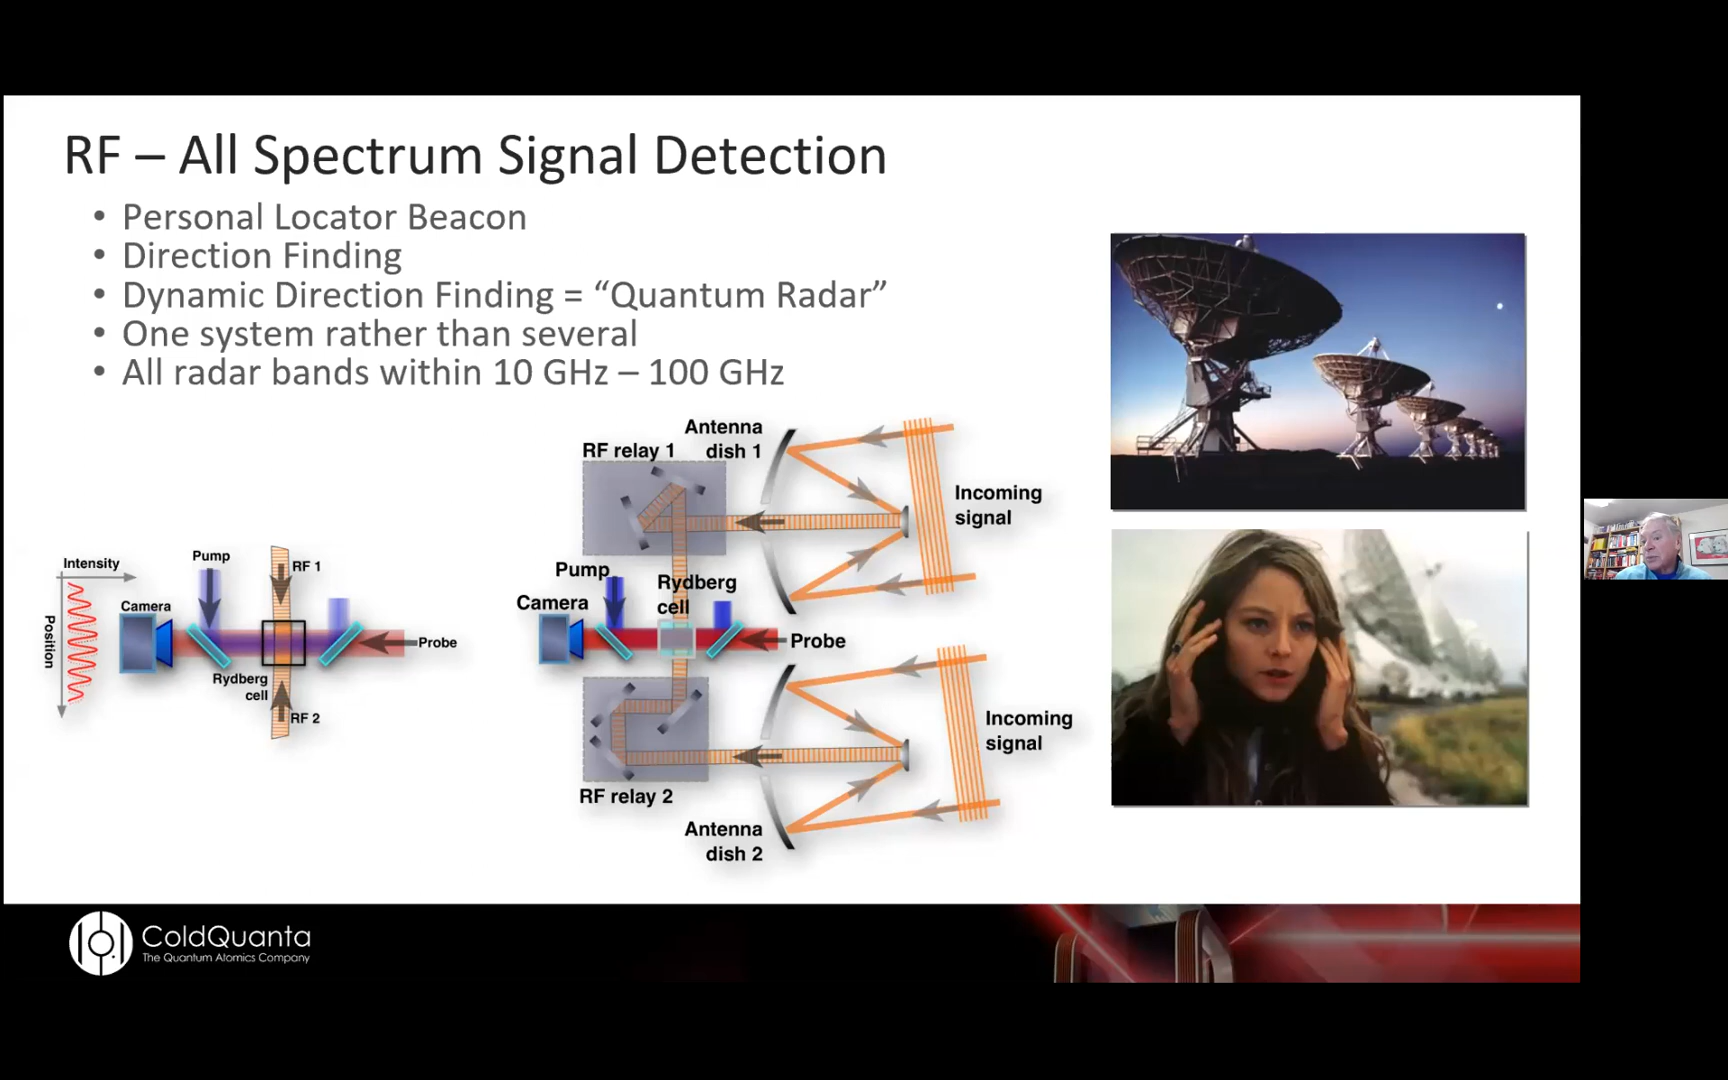 RF – All Spectrum Signal Detection
• Personal Locator Beacon
• Direction Finding
• Dynamic Direction Finding = “Quantum Radar”
• One system rather than several
• All radar bands within 10 GHz – 100 GHz
Intensity
Position
Camera
Pump
RF 1
Probe
Rydberg
cell
RF 2
Antenna
dish 1
RF relay 1
Incoming
signal
Pump
Rydberg
cell
Camera
Probe
Incoming
signal
RF relay 2
Antenna
dish 2
ColdQuanta
The Quantum Atomics Company